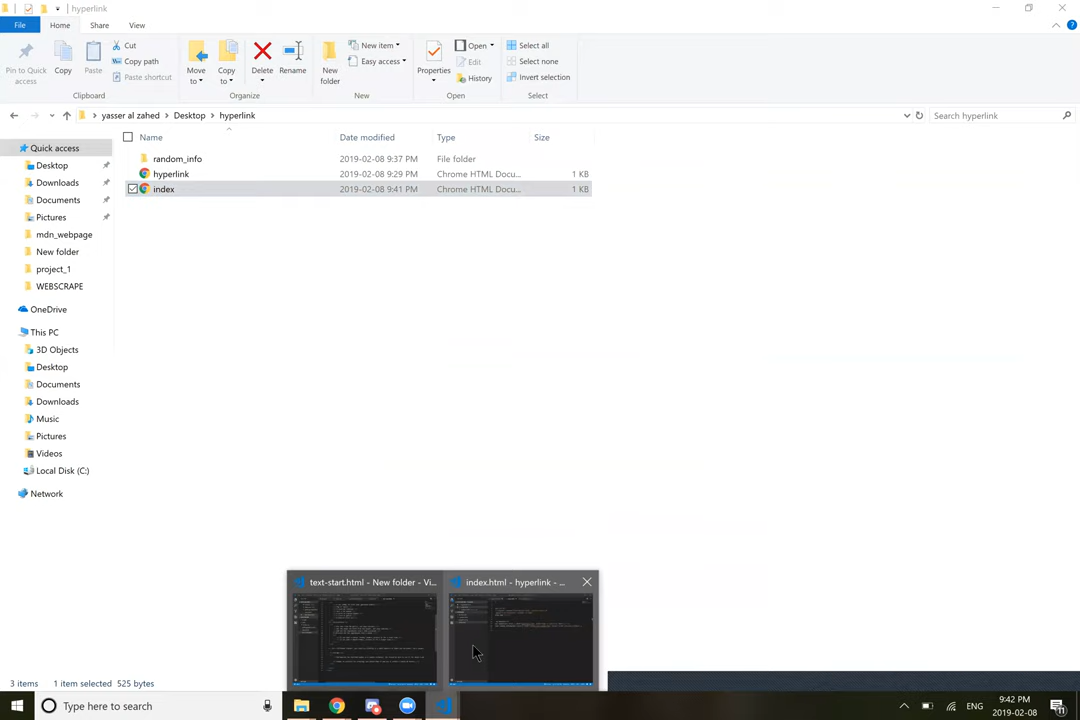 hyperlink
File Home Share View
Pin to Quick access
Copy
Paste
Cut
Copy path
Paste shortcut
Clipboard
Move to
Copy to
Delete
Rename
Organize
New folder
New item
Easy access
New
Properties
Open
Edit
History
Open
Select all
Select none
Invert selection
Select
yasser al zahed > Desktop > hyperlink
Search hyperlink
Name Date modified Type Size
random_info 2019-02-08 9:37 PM File folder
hyperlink 2019-02-08 9:29 PM Chrome HTML Docu... 1 KB
index 2019-02-08 9:41 PM Chrome HTML Docu... 1 KB
Quick access
Desktop
Downloads
Documents
Pictures
mdn_webpage
New folder
project_1
WEBSCRAPE
OneDrive
This PC
3D Objects
Desktop
Documents
Downloads
Music
Pictures
Videos
Local Disk (C:)
Network
text-start.html - New folder - Vi...
index.html - hyperlink - ...
3 items 1 item selected 525 bytes
Type here to search
ENG
9:42 PM
2019-02-08
11